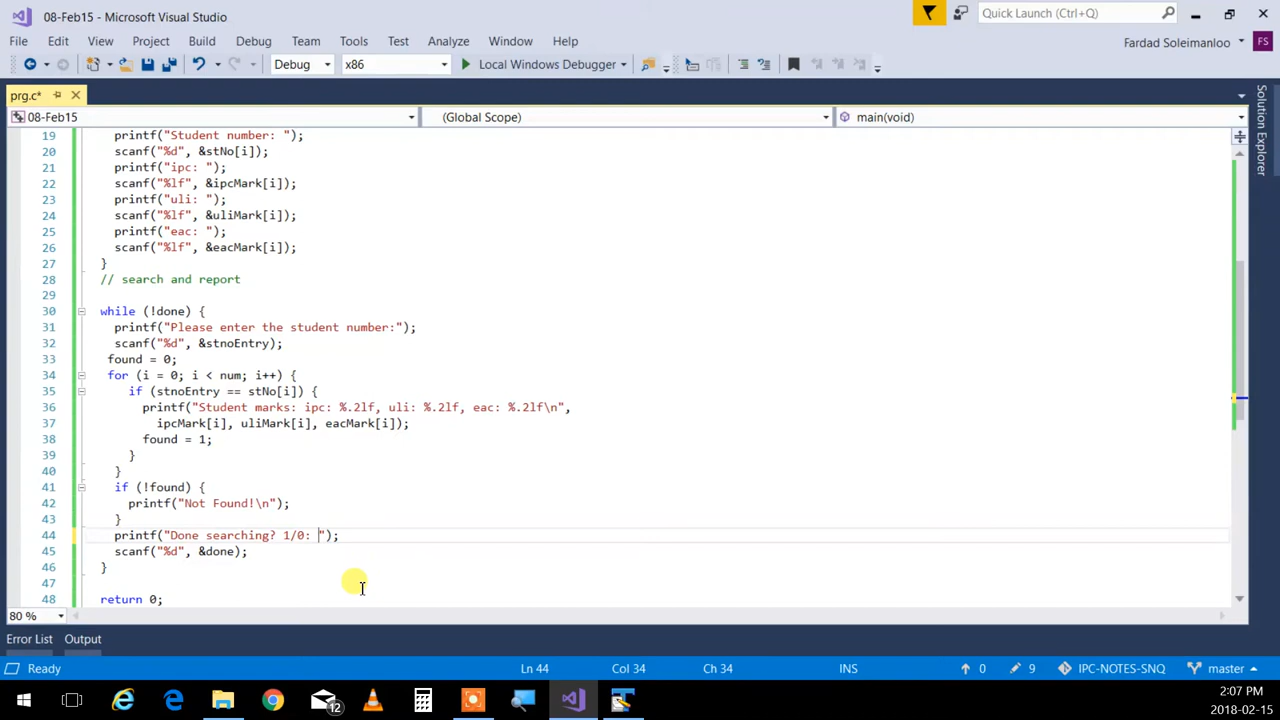 08-Feb15 - Microsoft Visual Studio
Quick Launch (Ctrl+Q)
File Edit View Project Build Debug Team Tools Test Analyze Window Help
Fardad Soleimanloo FS
Debug x86 Local Windows Debugger
prg.c*
08-Feb15 (Global Scope) main(void)
19 printf("Student number: ");
20 scanf("%d", &stNo[i]);
21 printf("ipc: ");
22 scanf("%lf", &ipcMark[i]);
23 printf("uli: ");
24 scanf("%lf", &uliMark[i]);
25 printf("eac: ");
26 scanf("%lf", &eacMark[i]);
27 }
28 // search and report
29
30 while (!done) {
31 printf("Please enter the student number:");
32 scanf("%d", &stnoEntry);
33 found = 0;
34 for (i = 0; i < num; i++) {
35 if (stnoEntry == stNo[i]) {
36 printf("Student marks: ipc: %.2lf, uli: %.2lf, eac: %.2lf\n",
37 ipcMark[i], uliMark[i], eacMark[i]);
38 found = 1;
39 }
40 }
41 if (!found) {
42 printf("Not Found!\n");
43 }
44 printf("Done searching? 1/0: ");
45 scanf("%d", &done);
46 }
47
48 return 0;
80 %
Solution Explorer
Error List Output
Ready Ln 44 Col 34 Ch 34 INS 0 9 IPC-NOTES-SNQ master
12
2:07 PM
2018-02-15